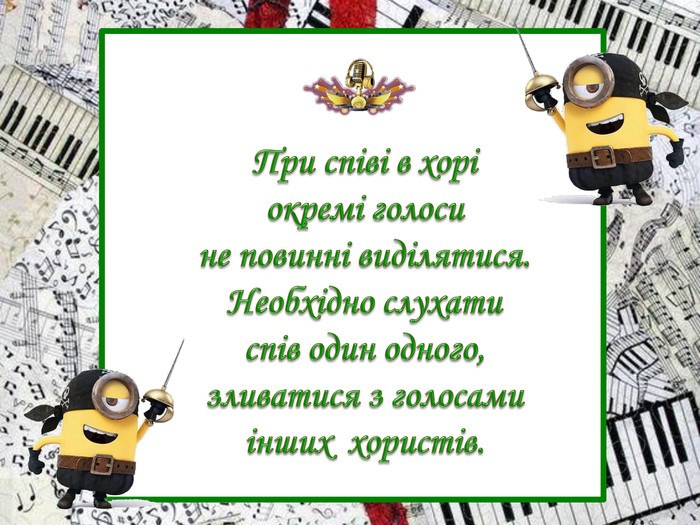 При співі в хорі
окремі голоси
не повинні виділятися.
Необхідно слухати
спів один одного,
зливатися з голосами
інших хористів.